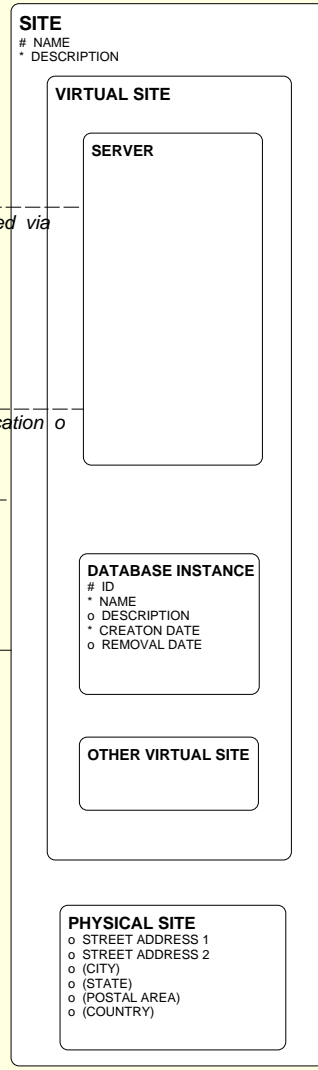 SITE
# NAME
* DESCRIPTION
VIRTUAL SITE
SERVER
ed via
cation o
DATABASE INSTANCE
# ID
* NAME
o DESCRIPTION
* CREATON DATE
o REMOVAL DATE
OTHER VIRTUAL SITE
PHYSICAL SITE
o STREET ADDRESS 1
o STREET ADDRESS 2
o (CITY)
o (STATE)
o (POSTAL AREA)
o (COUNTRY)